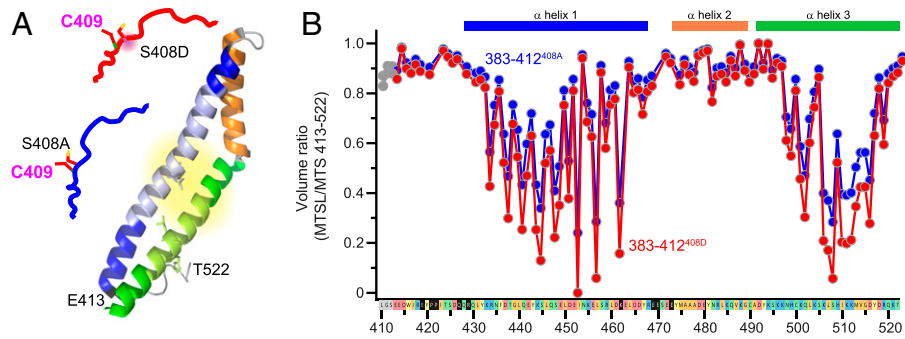 A
C409
S408D
S408A
C409
T522
E413
B
α helix 1
α helix 2
α helix 3
383-412408A
383-412408D
Volume ratio
(MTSL/MTS 413-522)
1.0
0.8
0.6
0.4
0.2
0
410 420 430 440 450 460 470 480 490 500 510 520